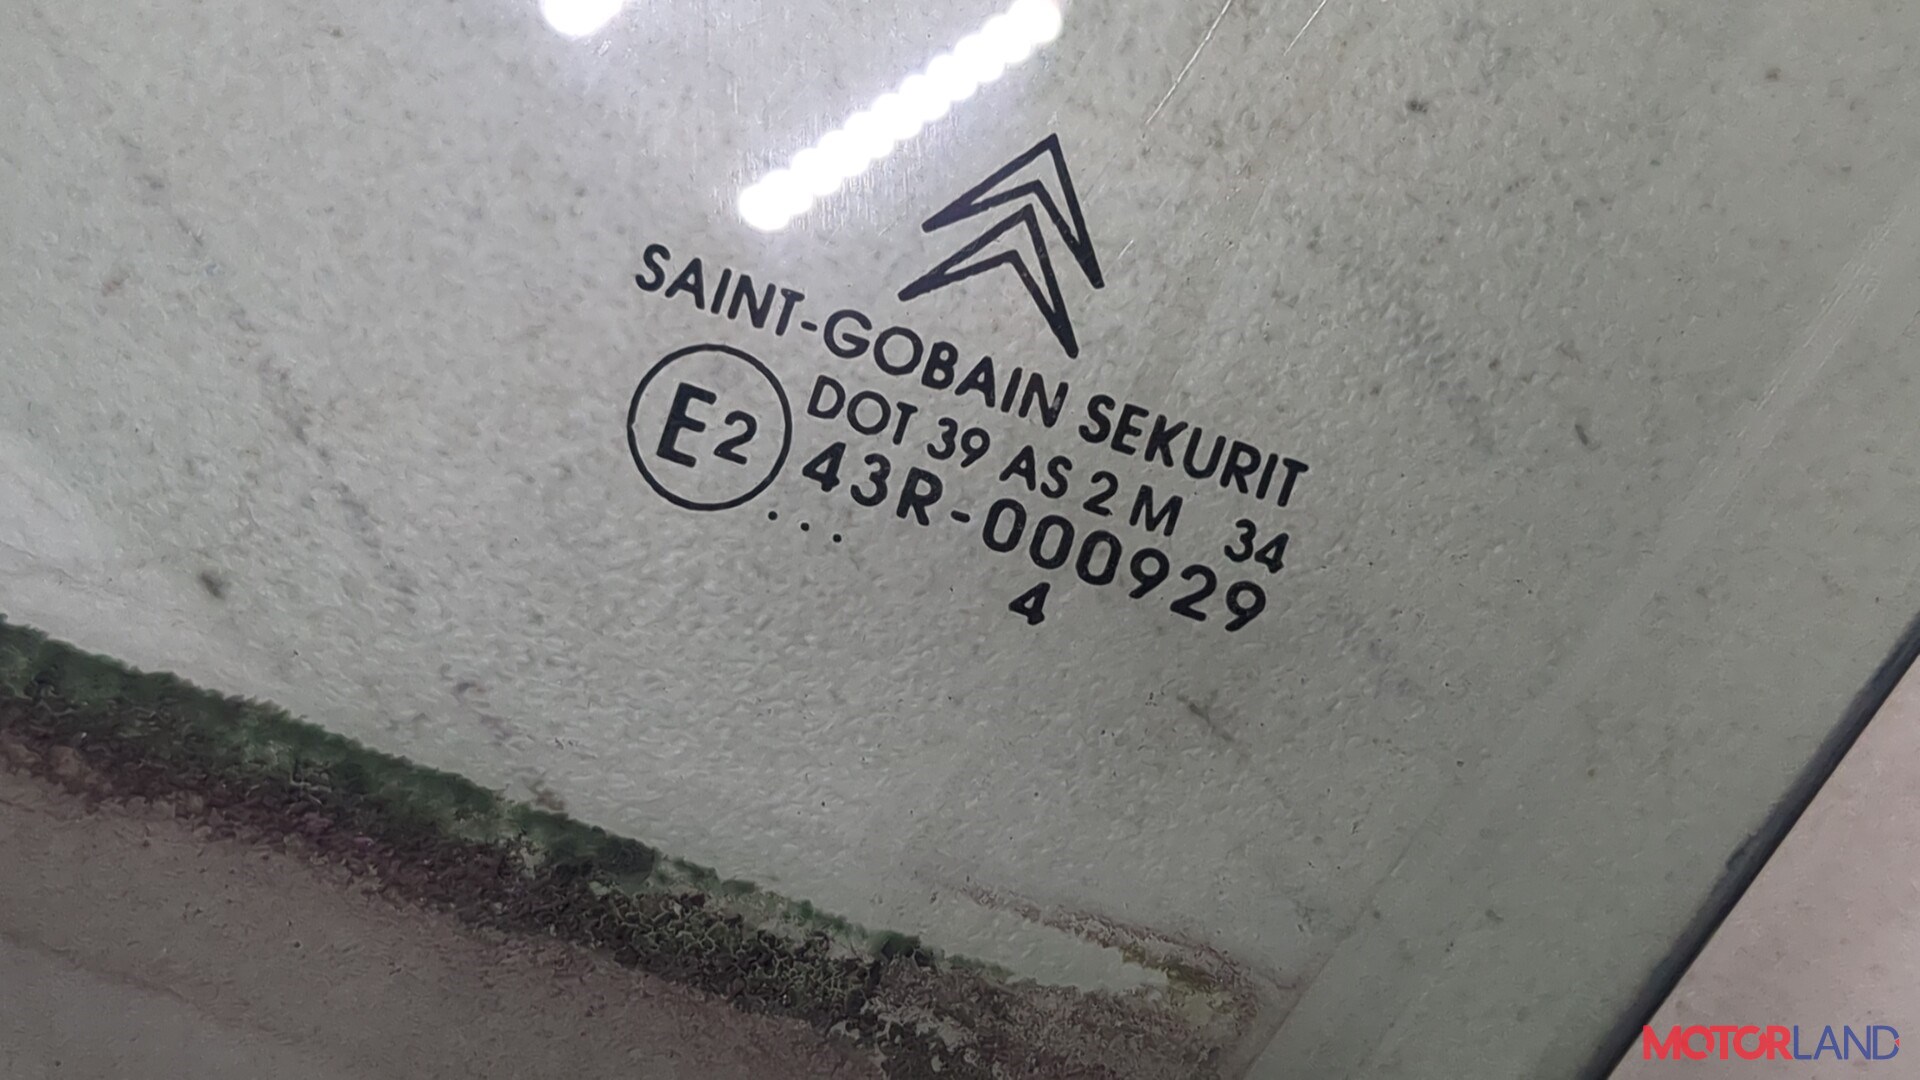 SAINT-GOBAIN SEKURIT
E2 DOT 39 AS 2 M 34
43R-000929
...
4
MOTORLAND